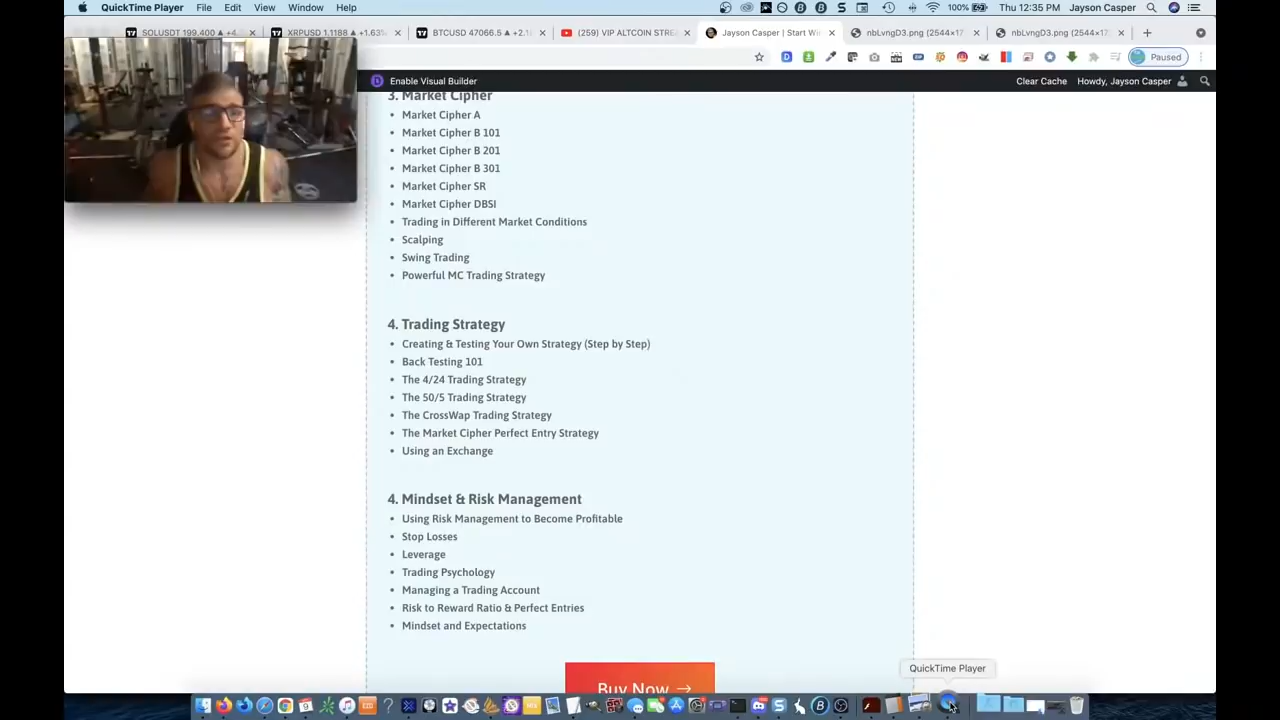 QuickTime Player File Edit View Window Help 100% Thu 12:35 PM Jayson Casper
SOLUSDT 199.400 ▲ +4. XRPUSD 1.1188 ▲ +1.63% BTCUSD 47066.5 ▲ +2. (259) VIP ALTCOIN STRE Jayson Casper | Start W nbLvngD3.png (2544×17 nbLvngD3.png (2544×17
Paused
Enable Visual Builder Clear Cache Howdy, Jayson Casper
3. Market Cipher
• Market Cipher A
• Market Cipher B 101
• Market Cipher B 201
• Market Cipher B 301
• Market Cipher SR
• Market Cipher DBSI
• Trading in Different Market Conditions
• Scalping
• Swing Trading
• Powerful MC Trading Strategy
4. Trading Strategy
• Creating & Testing Your Own Strategy (Step by Step)
• Back Testing 101
• The 4/24 Trading Strategy
• The 50/5 Trading Strategy
• The CrossWap Trading Strategy
• The Market Cipher Perfect Entry Strategy
• Using an Exchange
4. Mindset & Risk Management
• Using Risk Management to Become Profitable
• Stop Losses
• Leverage
• Trading Psychology
• Managing a Trading Account
• Risk to Reward Ratio & Perfect Entries
• Mindset and Expectations
Buy Now →
QuickTime Player